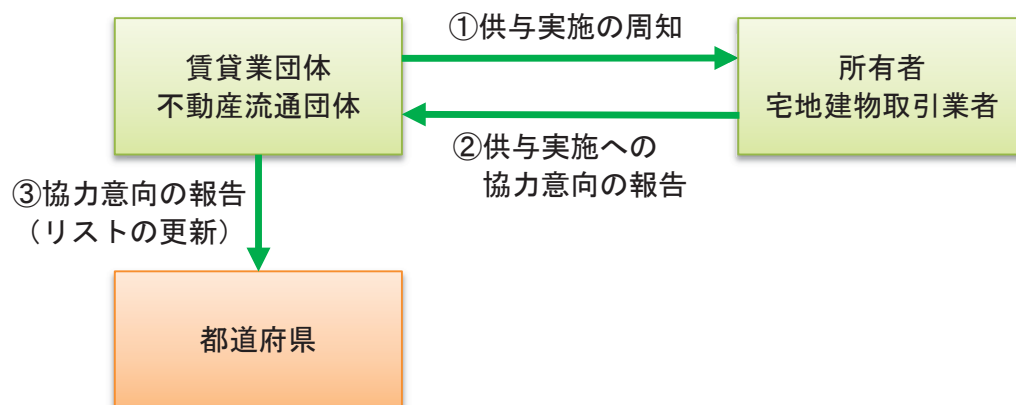 ①供与実施の周知
賃貸業団体
不動産流通団体
所有者
宅地建物取引業者
②供与実施への
協力意向の報告
③協力意向の報告
（リストの更新）
都道府県